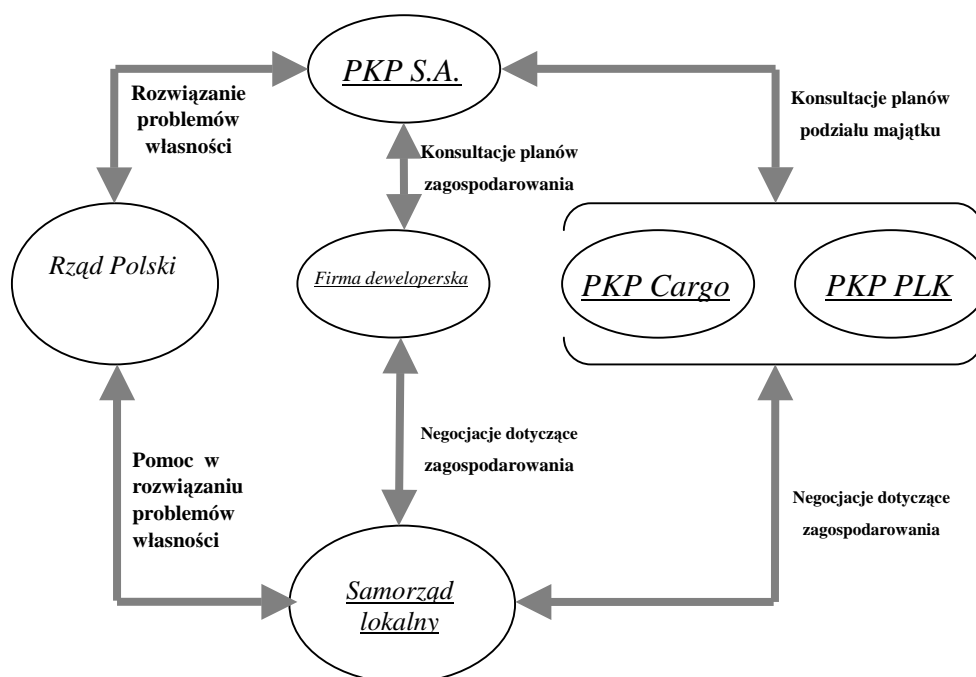 PKP S.A.
Rozwiązanie
problemów
własności
Konsultacje planów
podziału majątku
Konsultacje planów
zagospodarowania
Rząd Polski
Firma deweloperska
PKP Cargo
PKP PLK
Negocjacje dotyczące
zagospodarowania
Pomoc w
rozwiązaniu
problemów
własności
Negocjacje dotyczące
zagospodarowania
Samorząd
lokalny